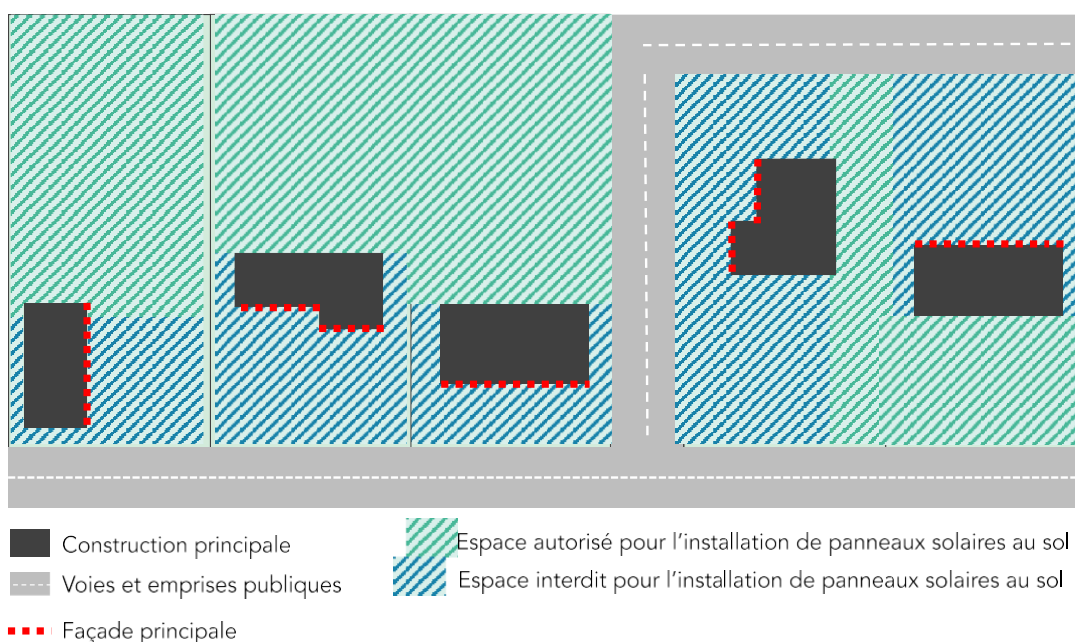 Construction principale
Espace autorisé pour l'installation de panneaux solaires au sol
Voies et emprises publiques
Espace interdit pour l'installation de panneaux solaires au sol
Façade principale